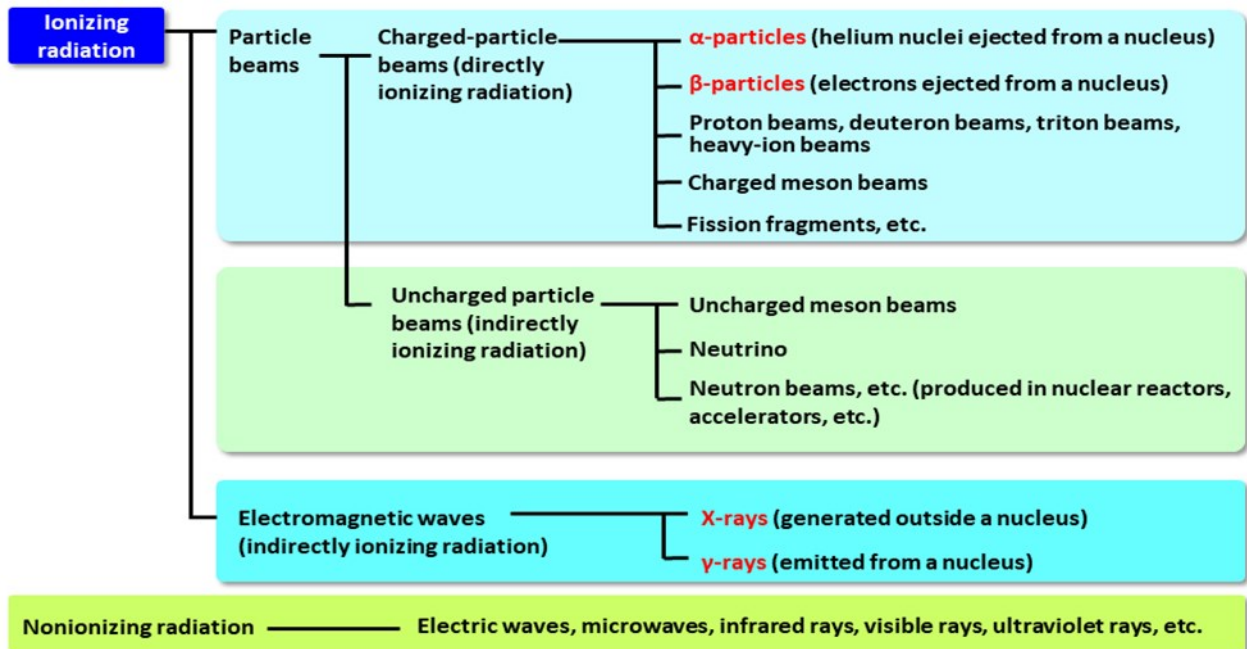 Ionizing
radiation
Particle
beams
Charged-particle
beams (directly
ionizing radiation)
α-particles (helium nuclei ejected from a nucleus)
β-particles (electrons ejected from a nucleus)
Proton beams, deuteron beams, triton beams,
heavy-ion beams
Charged meson beams
Fission fragments, etc.
Uncharged particle
beams (indirectly
ionizing radiation)
Uncharged meson beams
Neutrino
Neutron beams, etc. (produced in nuclear reactors,
accelerators, etc.)
Electromagnetic waves
(indirectly ionizing radiation)
X-rays (generated outside a nucleus)
γ-rays (emitted from a nucleus)
Nonionizing radiation
Electric waves, microwaves, infrared rays, visible rays, ultraviolet rays, etc.